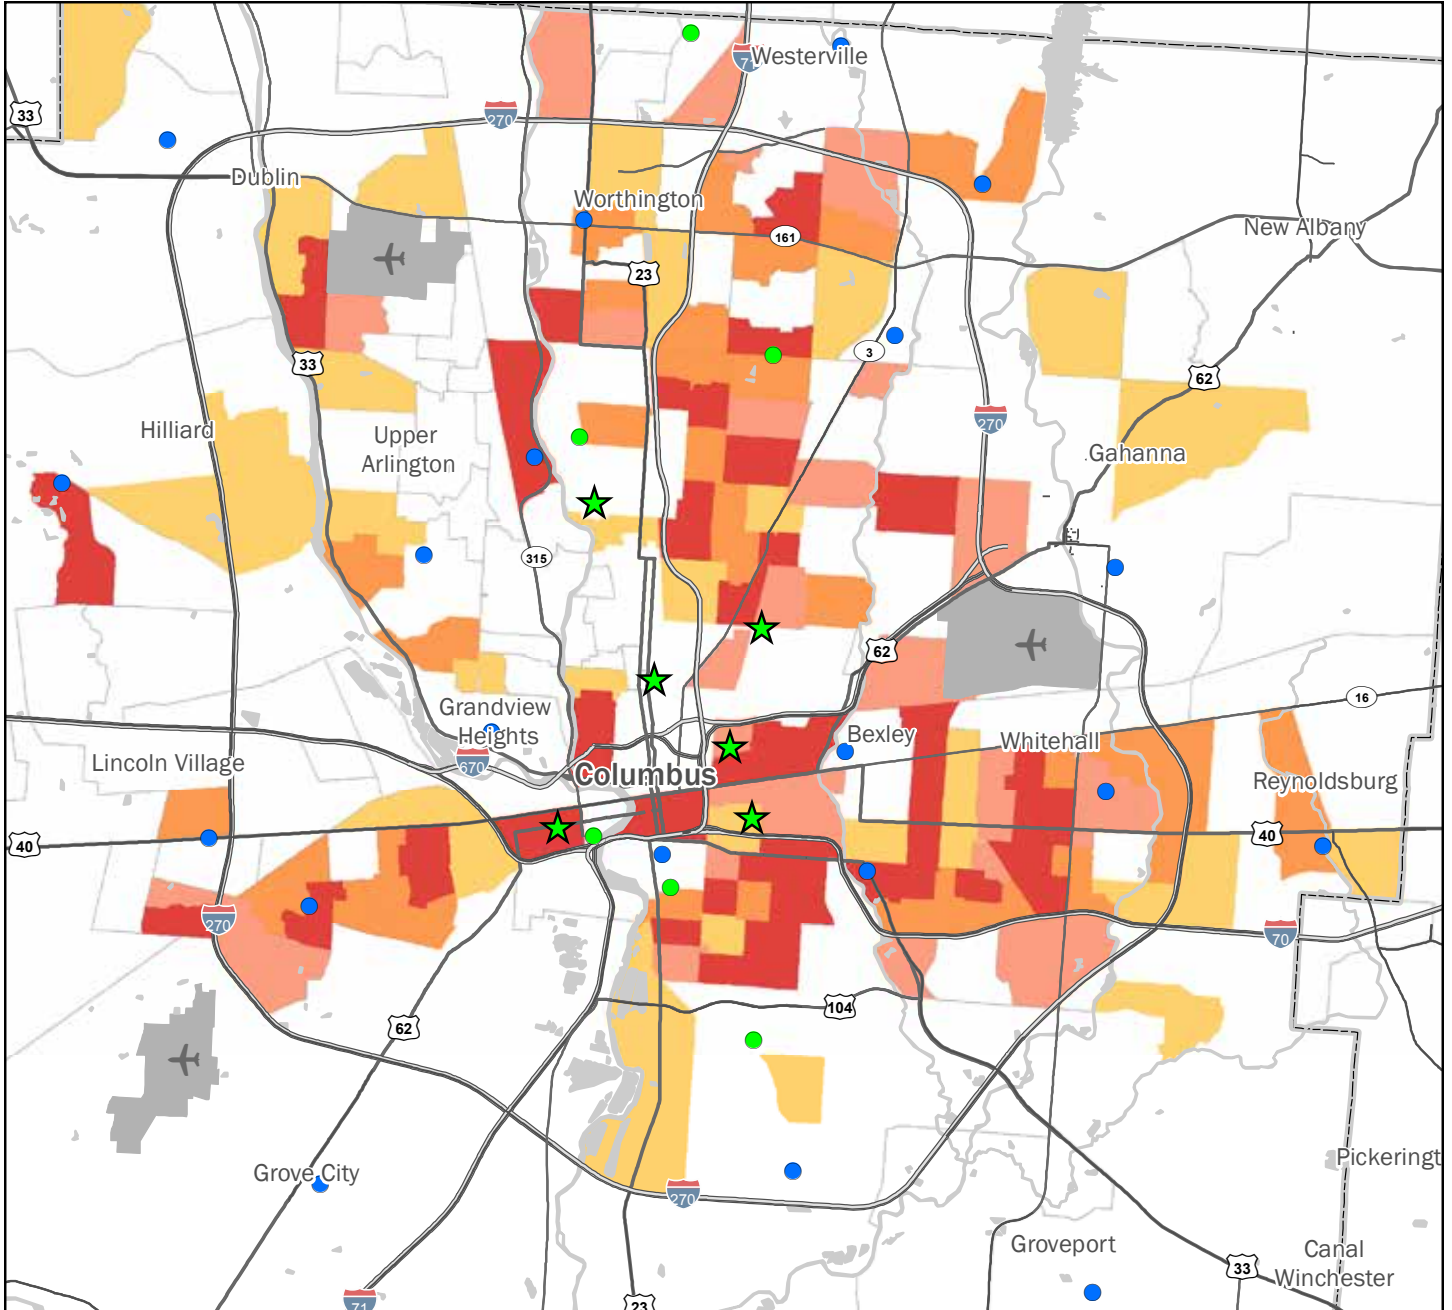 71
Westerville
33
270
Dublin
Worthington
161
New Albany
23
3
33
62
270
Hilliard
Upper
Arlington
Gahanna
315
62
16
Grandview
Heights
Bexley
Whitehall
670
Lincoln Village
Columbus
Reynoldsburg
40
40
270
70
104
62
Pickeringt
Grove City
270
Groveport
Canal
Winchester
33
71
23